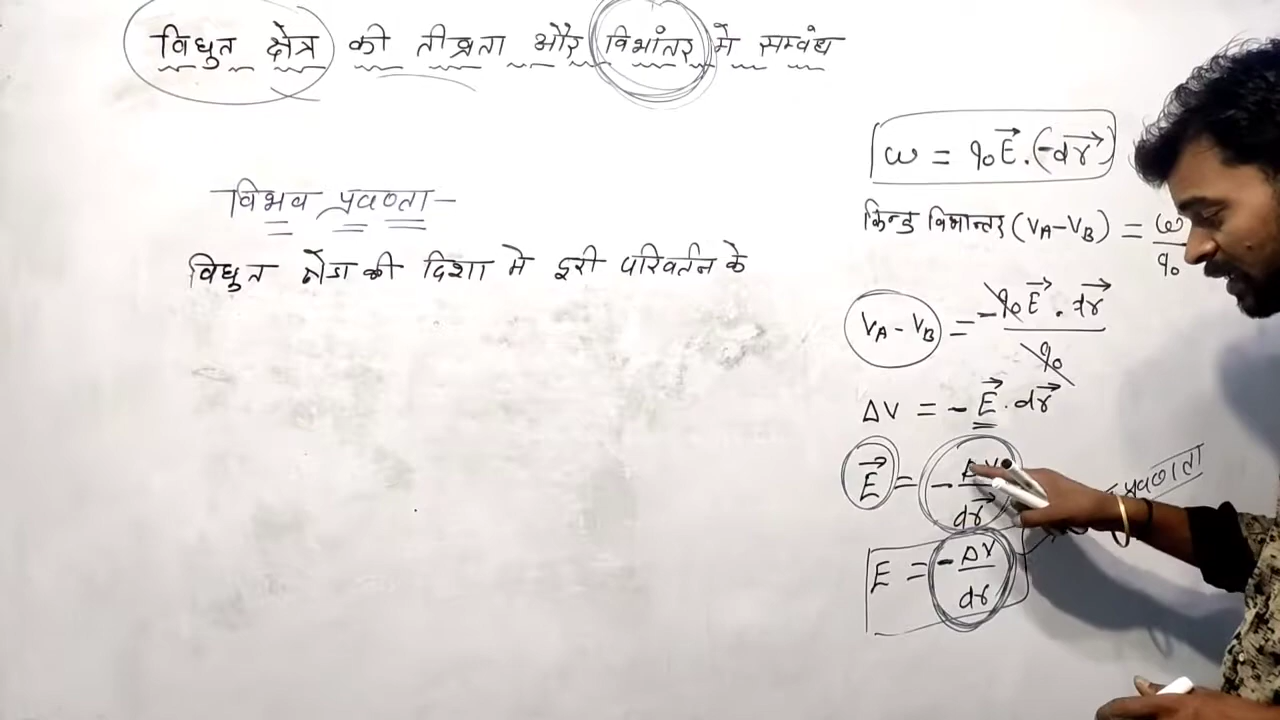 विधुत क्षेत्र की तीव्रता और विभांतर में सम्बंध
विभव प्रवणता-
विधुत क्षेत्र की दिशा मे दूरी परिवर्तन के
ω = q₀E⃗.(-dr⃗)
किन्तु विभान्तर (VA-VB) = ω/q₀
VA - VB = -q₀E⃗ . dr⃗/q₀
ΔV = - E⃗ . dr⃗
E⃗ = - ΔV/dr⃗
प्रवणता
E = - ΔV/dr